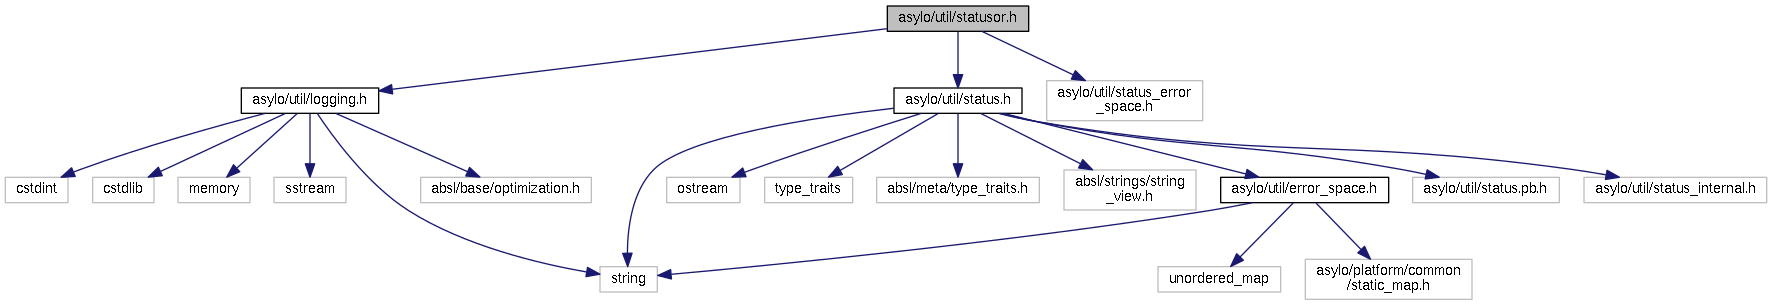 asylo/util/statusor.h
asylo/util/logging.h
asylo/util/status.h
asylo/util/status_error
_space.h
cstdint
cstdlib
memory
sstream
absl/base/optimization.h
ostream
type_traits
absl/meta/type_traits.h
absl/strings/string
_view.h
asylo/util/error_space.h
asylo/util/status.pb.h
asylo/util/status_internal.h
string
unordered_map
asylo/platform/common
/static_map.h